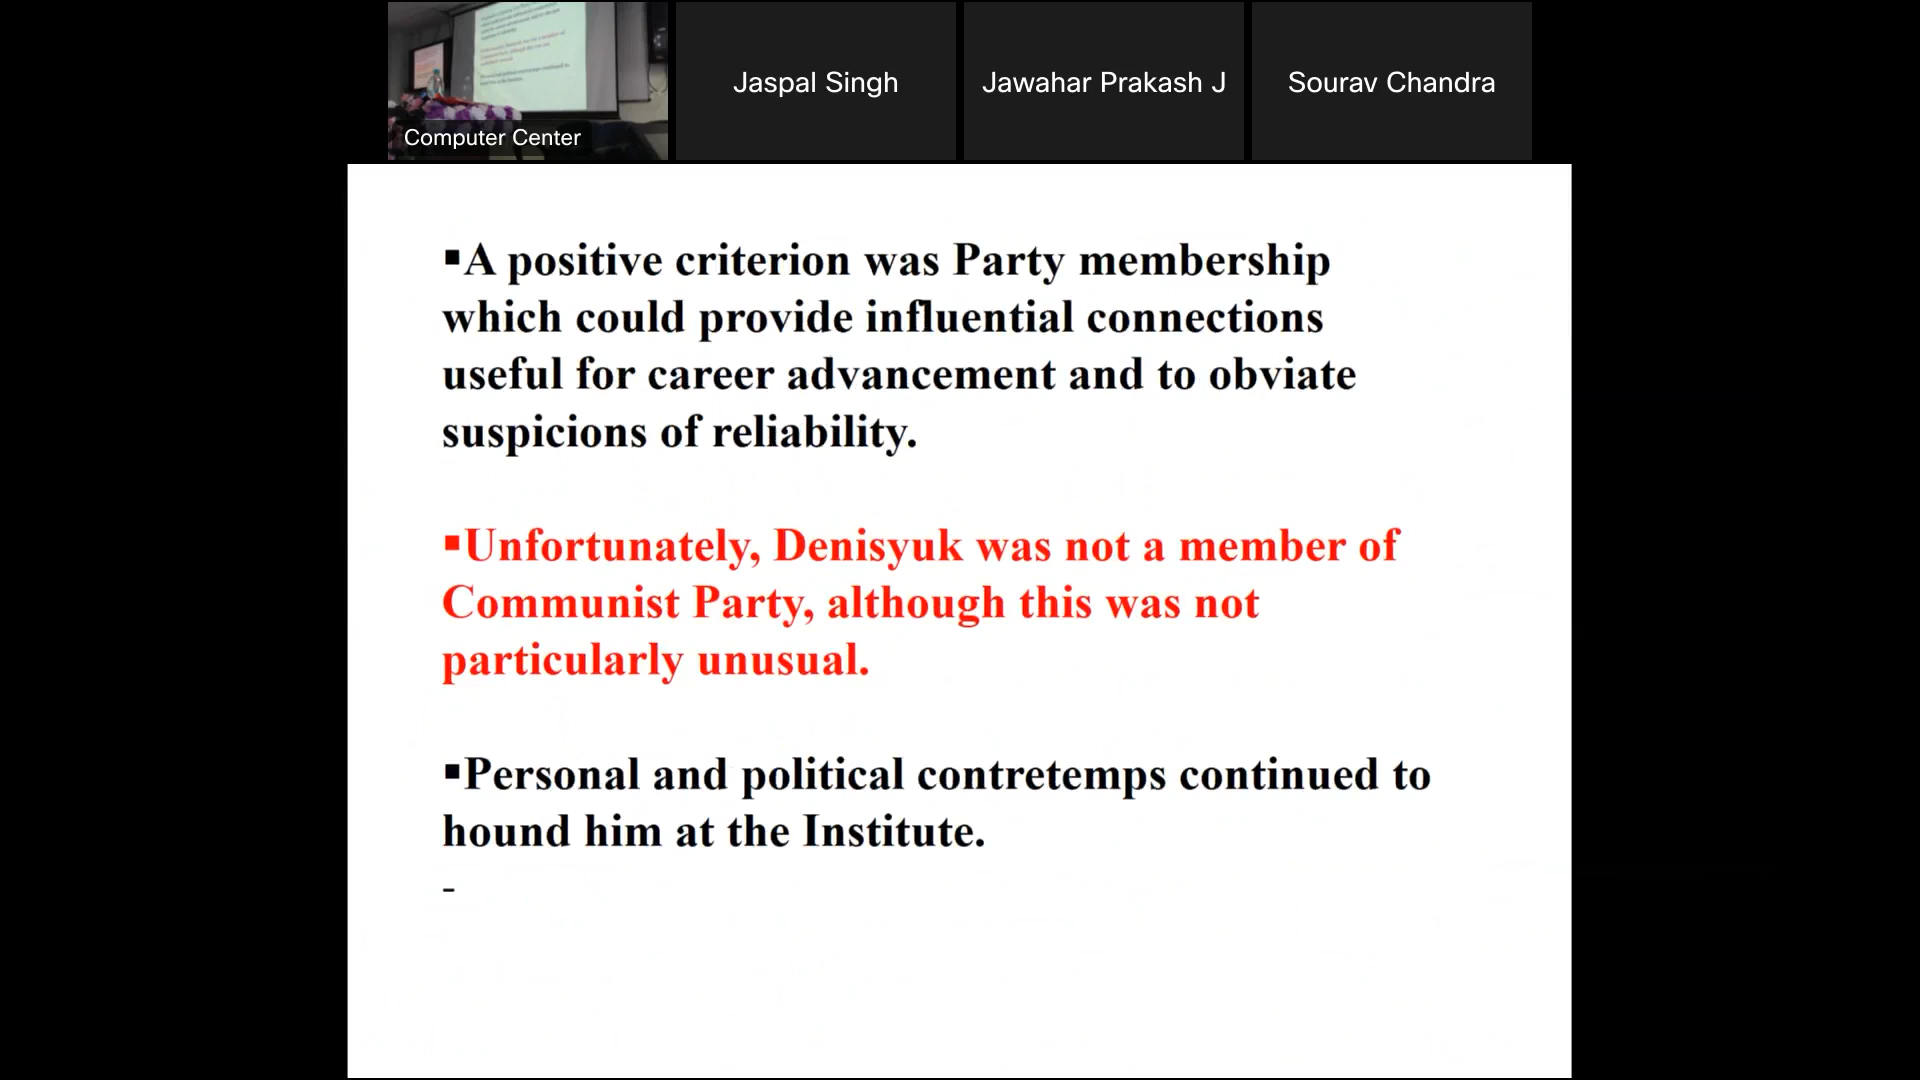 Computer Center
Jaspal Singh
Jawahar Prakash J
Sourav Chandra
▪A positive criterion was Party membership
which could provide influential connections
useful for career advancement and to obviate
suspicions of reliability.
▪Unfortunately, Denisyuk was not a member of
Communist Party, although this was not
particularly unusual.
▪Personal and political contretemps continued to
hound him at the Institute.
-